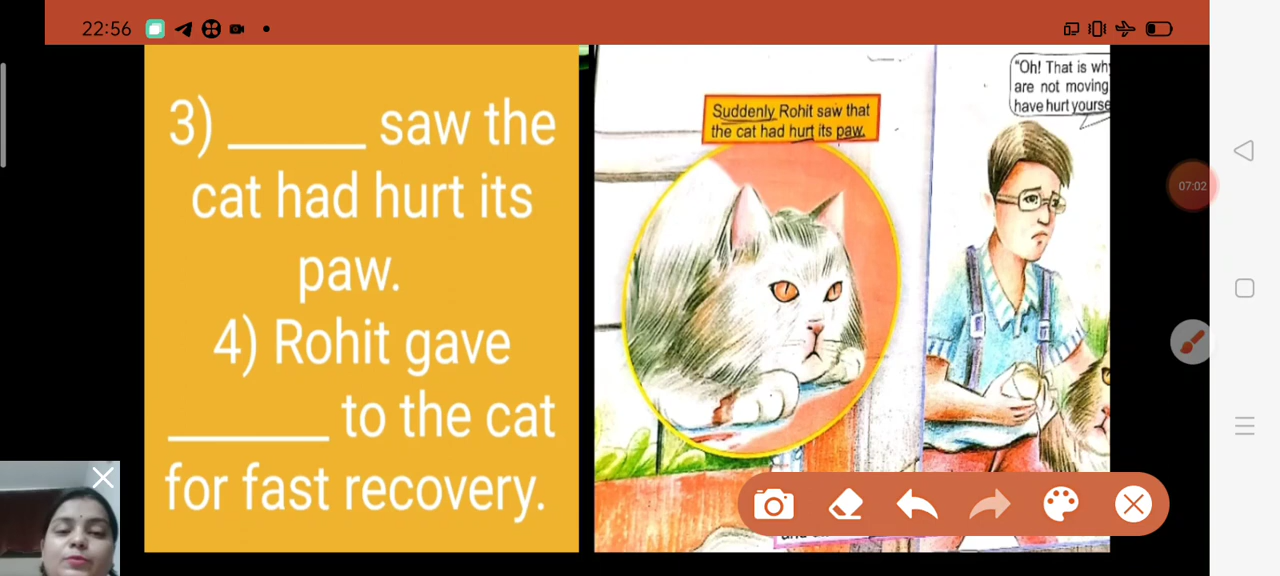 22:56
3) ______ saw the
cat had hurt its
paw.
4) Rohit gave
_______ to the cat
for fast recovery.
Suddenly Rohit saw that
the cat had hurt its paw.
"Oh! That is why
are not moving
have hurt yourse
07:02